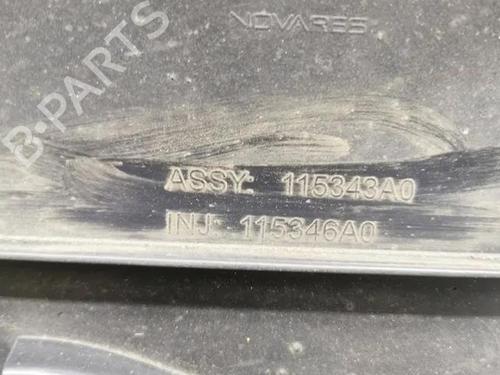 NOVARES
B-PARTS
ASSY: 115343A0
INJ: 115346A0